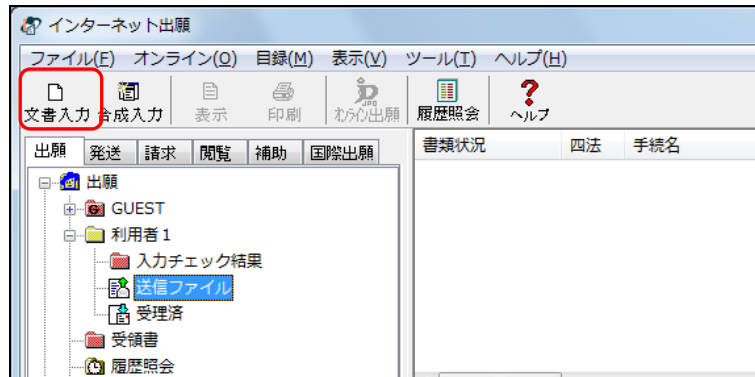 インターネット出願
ファイル(F) オンライン(O) 目録(M) 表示(V) ツール(T) ヘルプ(H)
文書入力 合成入力 表示 印刷 オンライン出願 履歴照会 ヘルプ
出願 発送 請求 閲覧 補助 国際出願
書類状況 四法 手続名
出願
GUEST
利用者1
入力チェック結果
送信ファイル
受理済
受領書
履歴照会